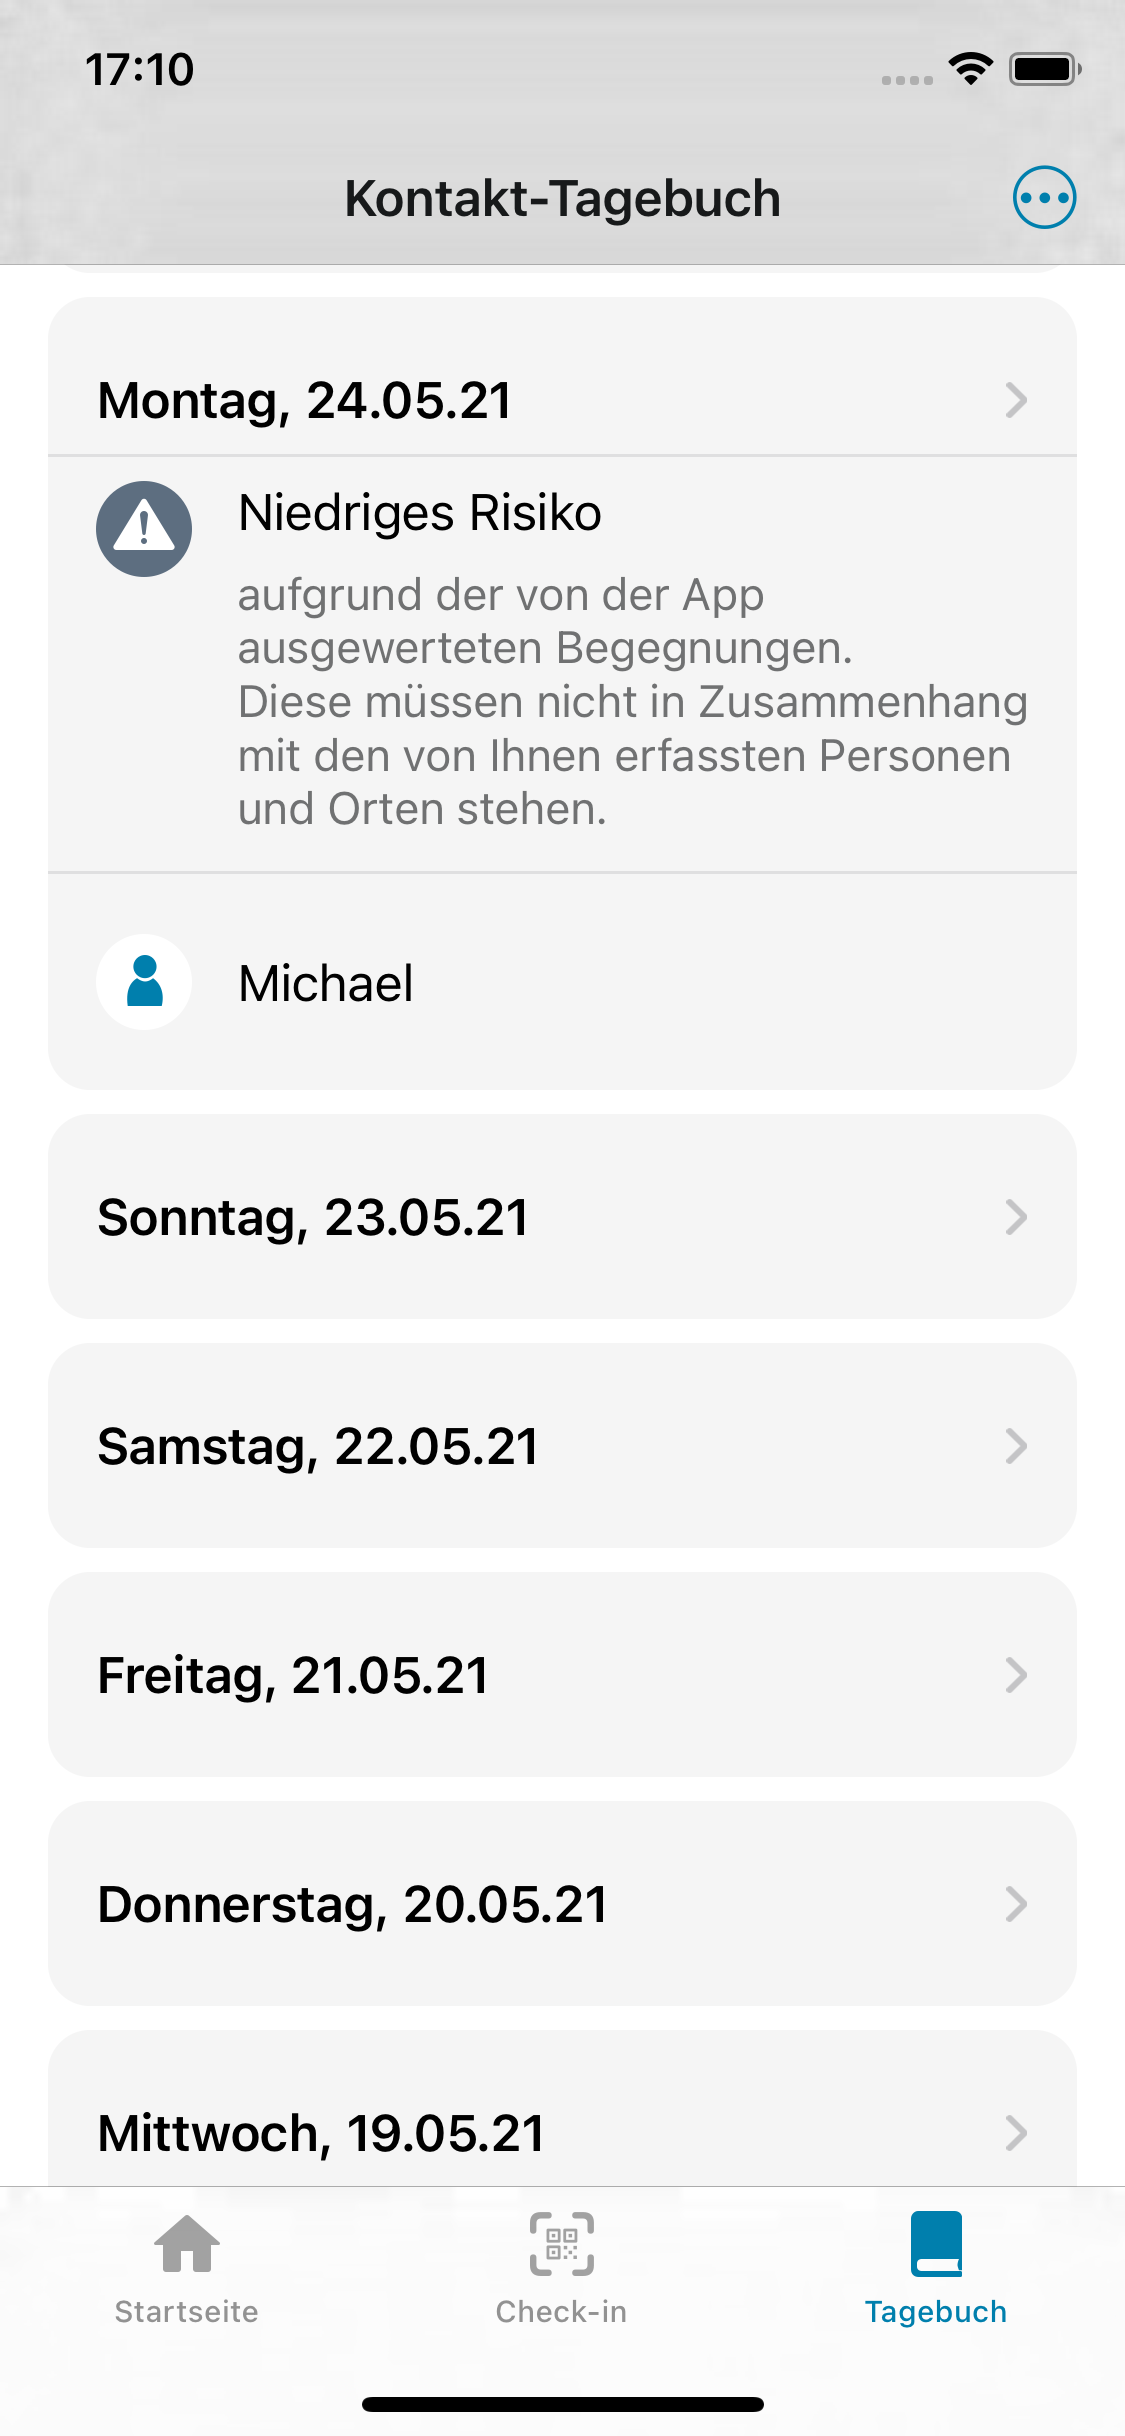 17:10
Kontakt-Tagebuch
Montag, 24.05.21
Niedriges Risiko
aufgrund der von der App
ausgewerteten Begegnungen.
Diese müssen nicht in Zusammenhang
mit den von Ihnen erfassten Personen
und Orten stehen.
Michael
Sonntag, 23.05.21
Samstag, 22.05.21
Freitag, 21.05.21
Donnerstag, 20.05.21
Mittwoch, 19.05.21
Startseite
Check-in
Tagebuch